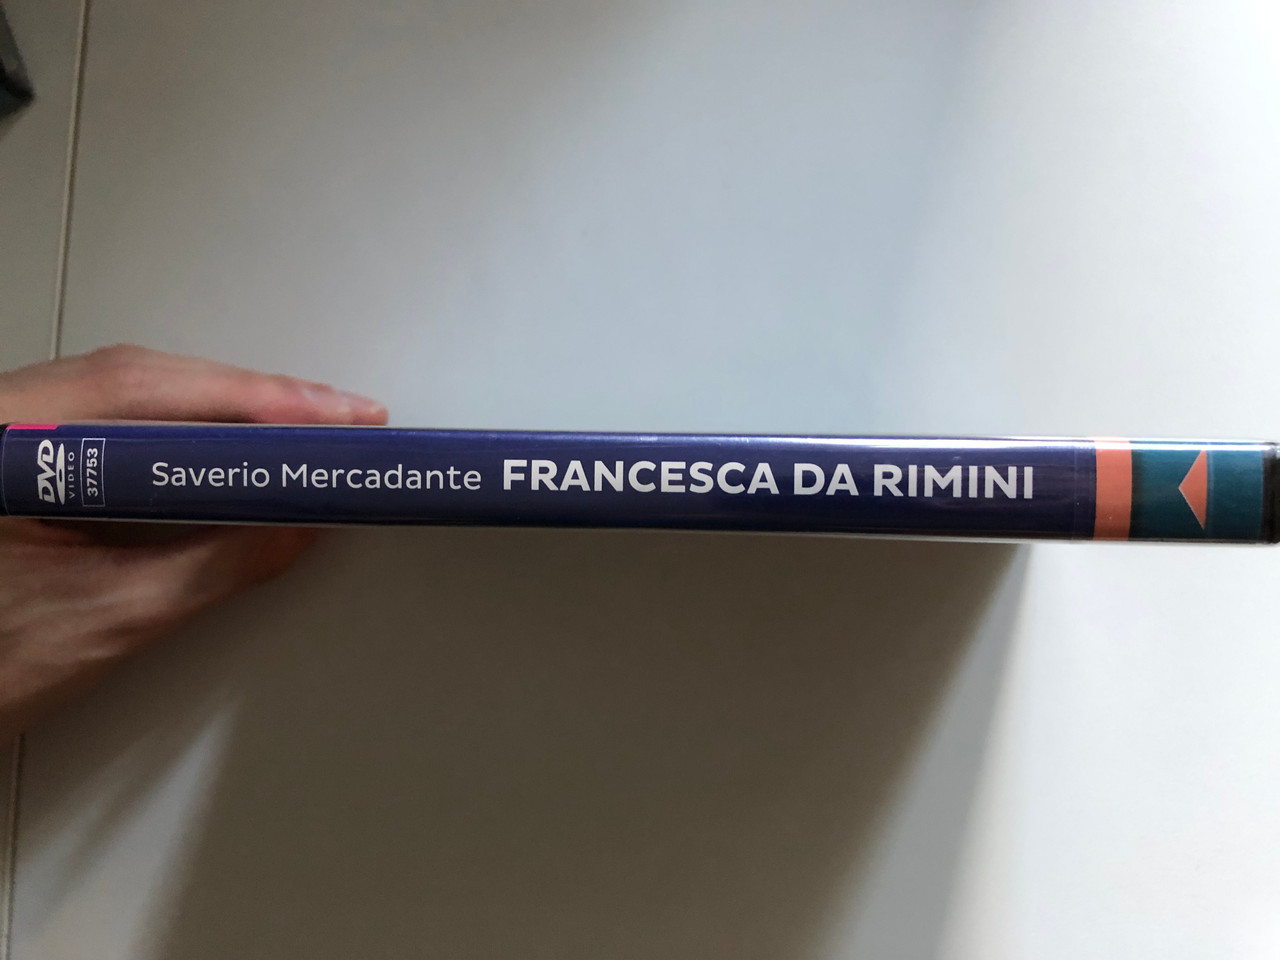 DVD
VIDEO
37753
Saverio Mercadante FRANCESCA DA RIMINI